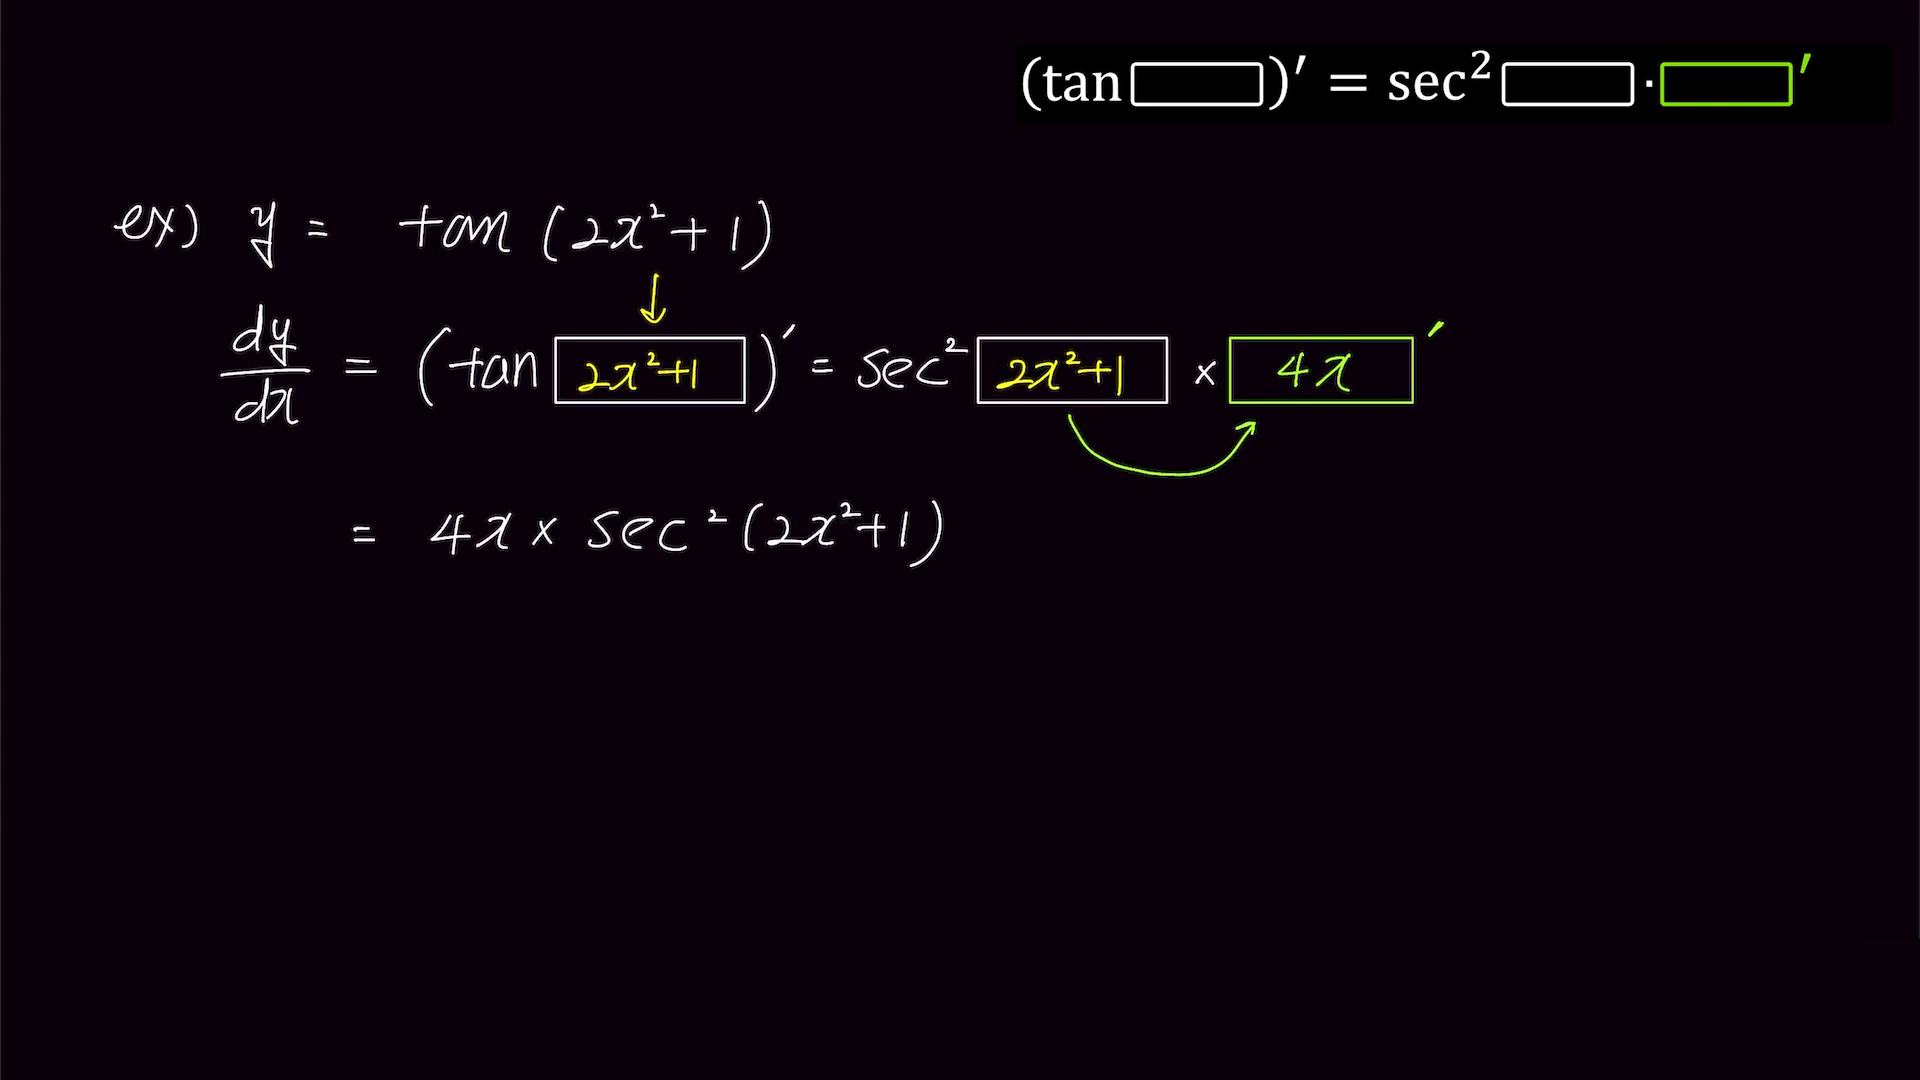 (tan▭)′ = sec²▭·▭′
ex) y = tan (2x²+1)
dy/dx = (tan 2x²+1)′ = sec² 2x²+1 × 4x ′
= 4x × sec²(2x²+1)